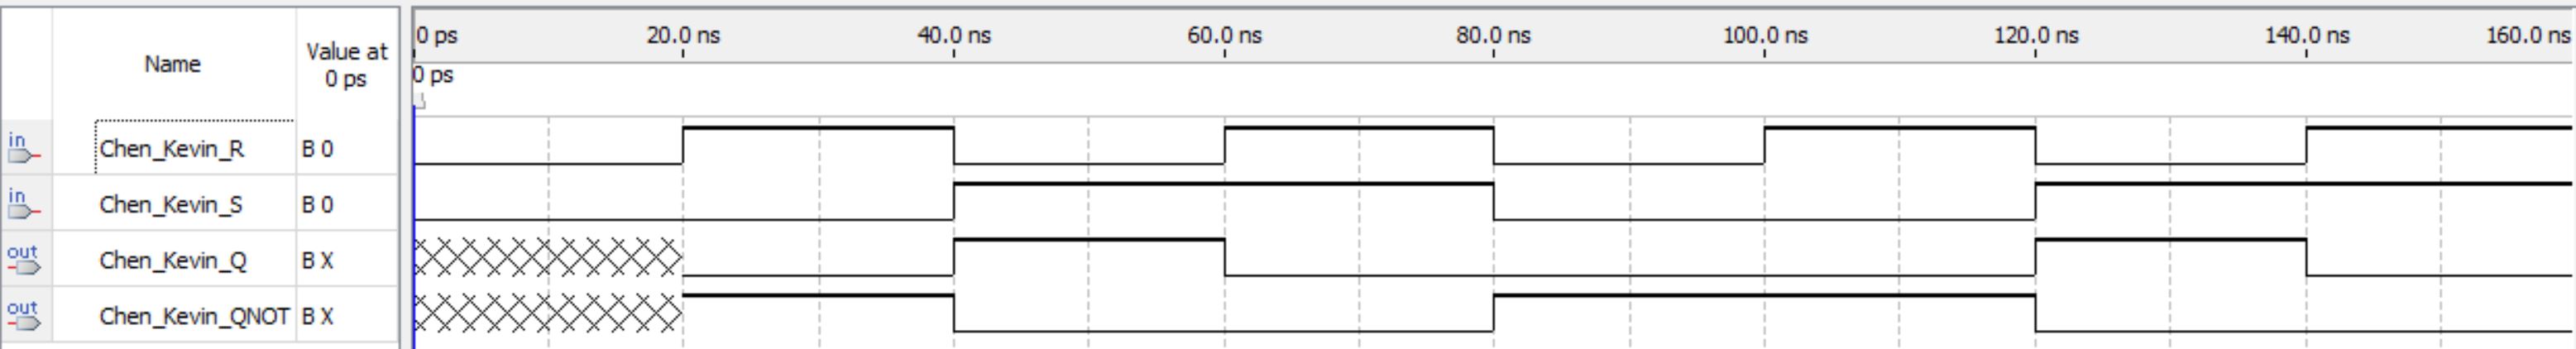 Name
Value at
0 ps
0 ps
20.0 ns
40.0 ns
60.0 ns
80.0 ns
100.0 ns
120.0 ns
140.0 ns
160.0 ns
0 ps
in
Chen_Kevin_R
B 0
in
Chen_Kevin_S
B 0
out
Chen_Kevin_Q
B X
out
Chen_Kevin_QNOT
B X